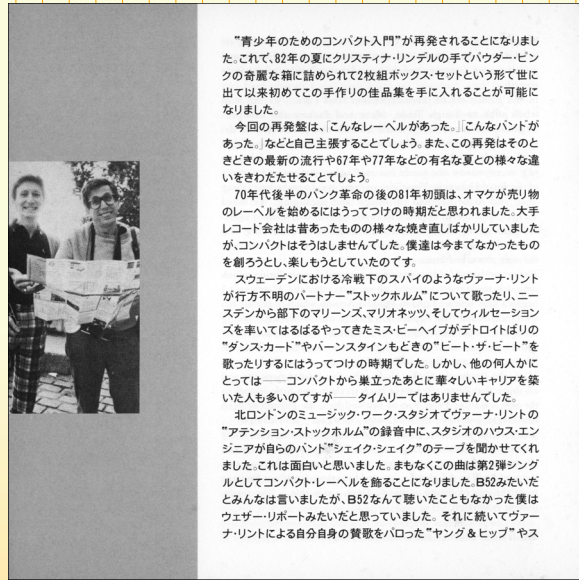 “青少年のためのコンパクト入門”が再発されることになりまし
た。これで、82年の夏にクリスティナ・リンデルの手でパウダー・ピン
クの奇麗な箱に詰められて2枚組ボックス・セットという形で世に
出て以来初めてこの手作りの佳品集を手に入れることが可能に
なりました。
今回の再発盤は、「こんなレーベルがあった。」「こんなバンドが
あった。」などと自己主張することでしょう。また、この再発はそのと
きどきの最新の流行や67年や77年などの有名な夏との様々な違
いをきわだたせることでしょう。
70年代後半のパンク革命の後の81年初頭は、オマケが売り物
のレーベルを始めるにはうってつけの時期だと思われました。大手
レコード会社は昔あったものの様々な焼き直しばかりしていました
が、コンパクトはそうはしませんでした。僕達は今までなかったもの
を創ろうとし、楽しもうとしていたのです。
スウェーデンにおける冷戦下のスパイのようなヴァーナ・リント
が行方不明のパートナー“ストックホルム”について歌ったり、ニー
スデンから部下のマリーンズ、マリオネッツ、そしてウィルセーション
ズを率いてはるばるやってきたミス・ビーヘイブがデトロイトばりの
“ダンス・カード”やバーンスタインもどきの“ビート・ザ・ビート”を
歌ったりするにはうってつけの時期でした。しかし、他の何人かに
とっては──コンパクトから巣立ったあとに華々しいキャリアを築
いた人も多いのですが──タイムリーではありませんでした。
北ロンドンのミュージック・ワーク・スタジオでヴァーナ・リントの
“アテンション・ストックホルム”の録音中に、スタジオのハウス・エン
ジニアが自らのバンド“シェイク・シェイク”のテープを聞かせてくれ
ました。これは面白いと思いました。まもなくこの曲は第2弾シング
ルとしてコンパクト・レーベルを飾ることになりました。B52みたいだ
とみんなは言いましたが、B52なんて聴いたこともなかった僕は
ウェザー・リポートみたいだと思っていました。それに続いてヴァー
ナ・リントによる自分自身の賛歌をパロった“ヤング & ヒップ”やス